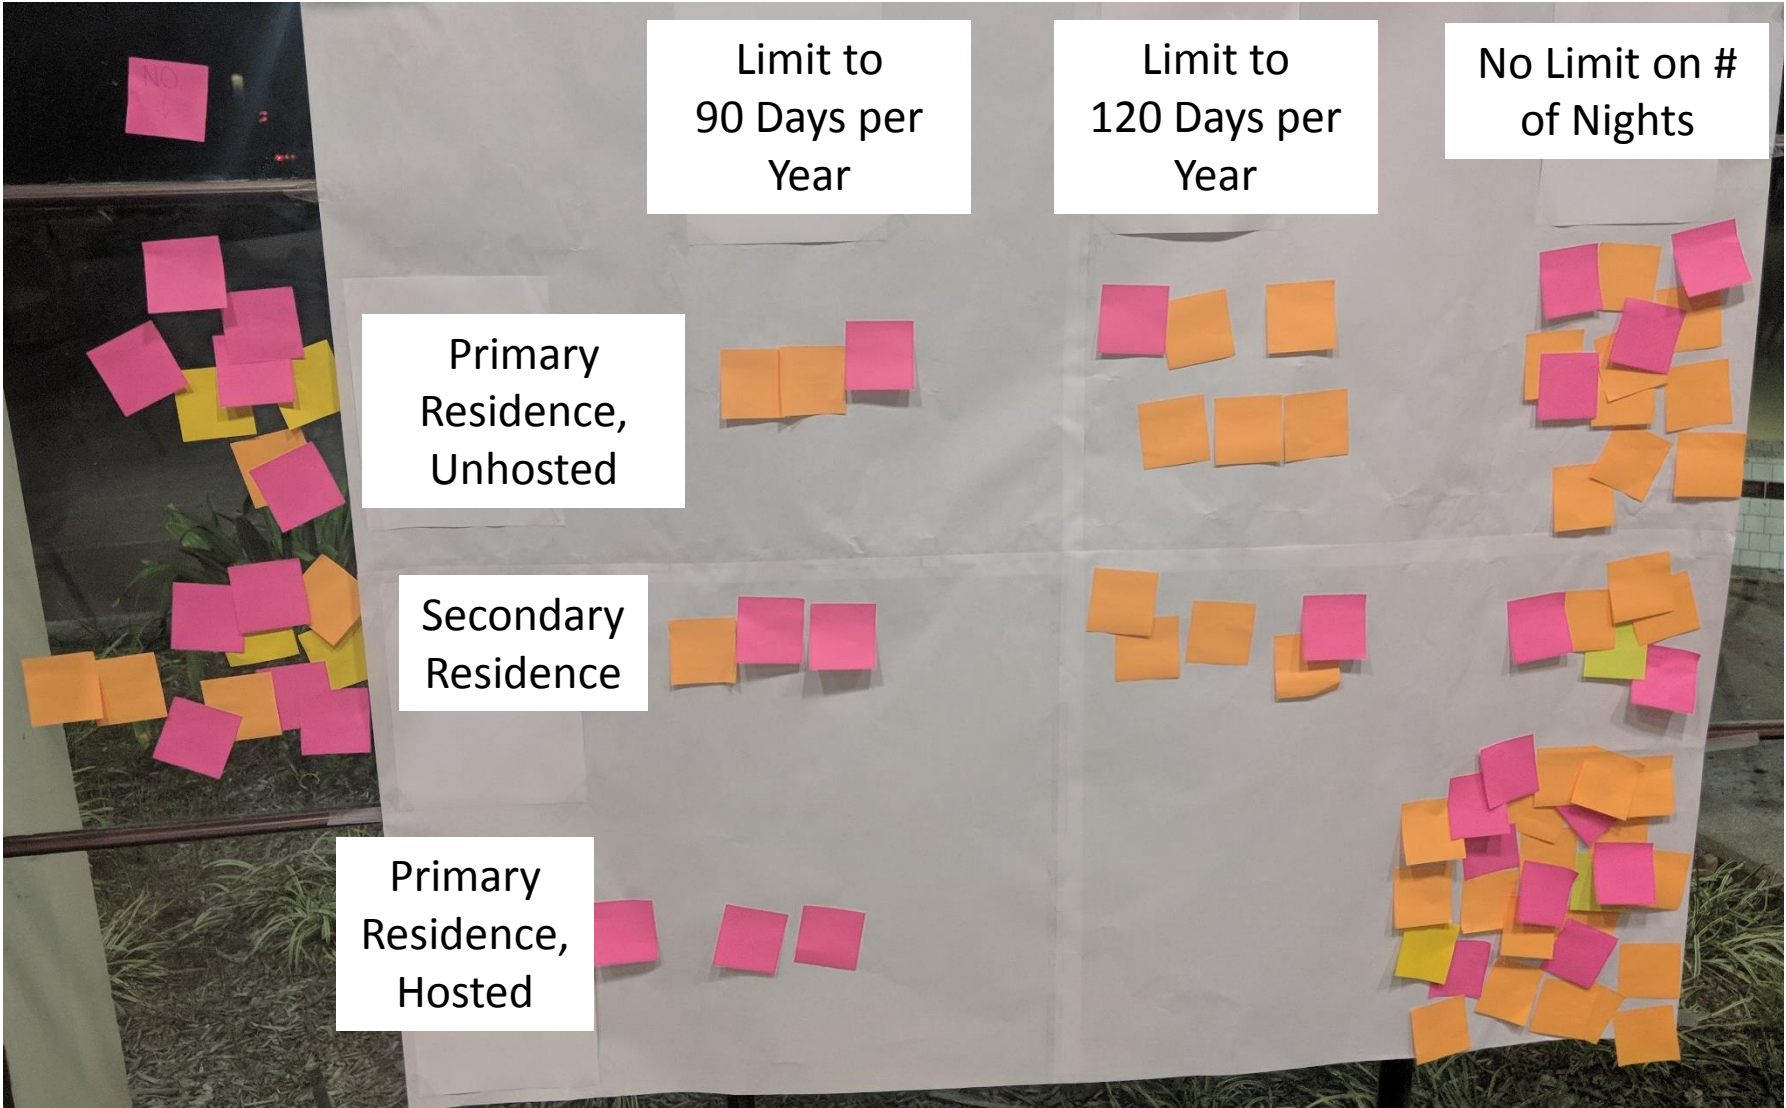 NO
Limit to
90 Days per
Year
Limit to
120 Days per
Year
No Limit on #
of Nights
Primary
Residence,
Unhosted
Secondary
Residence
Primary
Residence,
Hosted